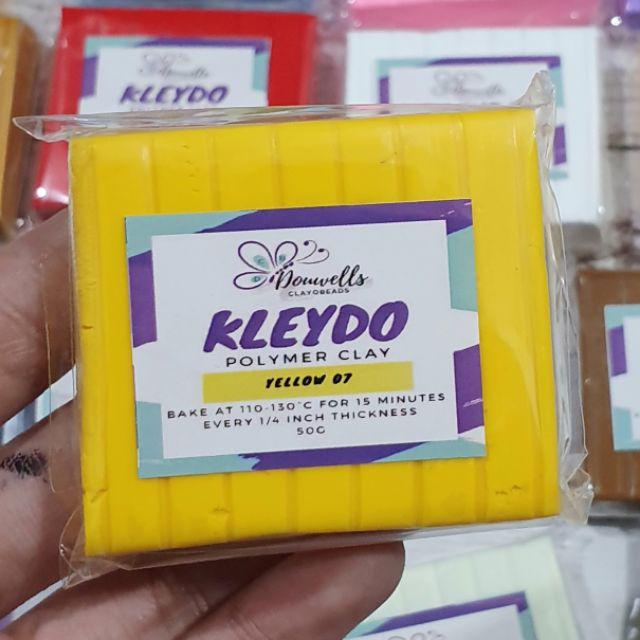 KLEYDO
Douwells
CLAYOBEADS
KLEYDO
POLYMER CLAY
YELLOW 07
BAKE AT 110-130°C FOR 15 MINUTES
EVERY 1/4 INCH THICKNESS
50G